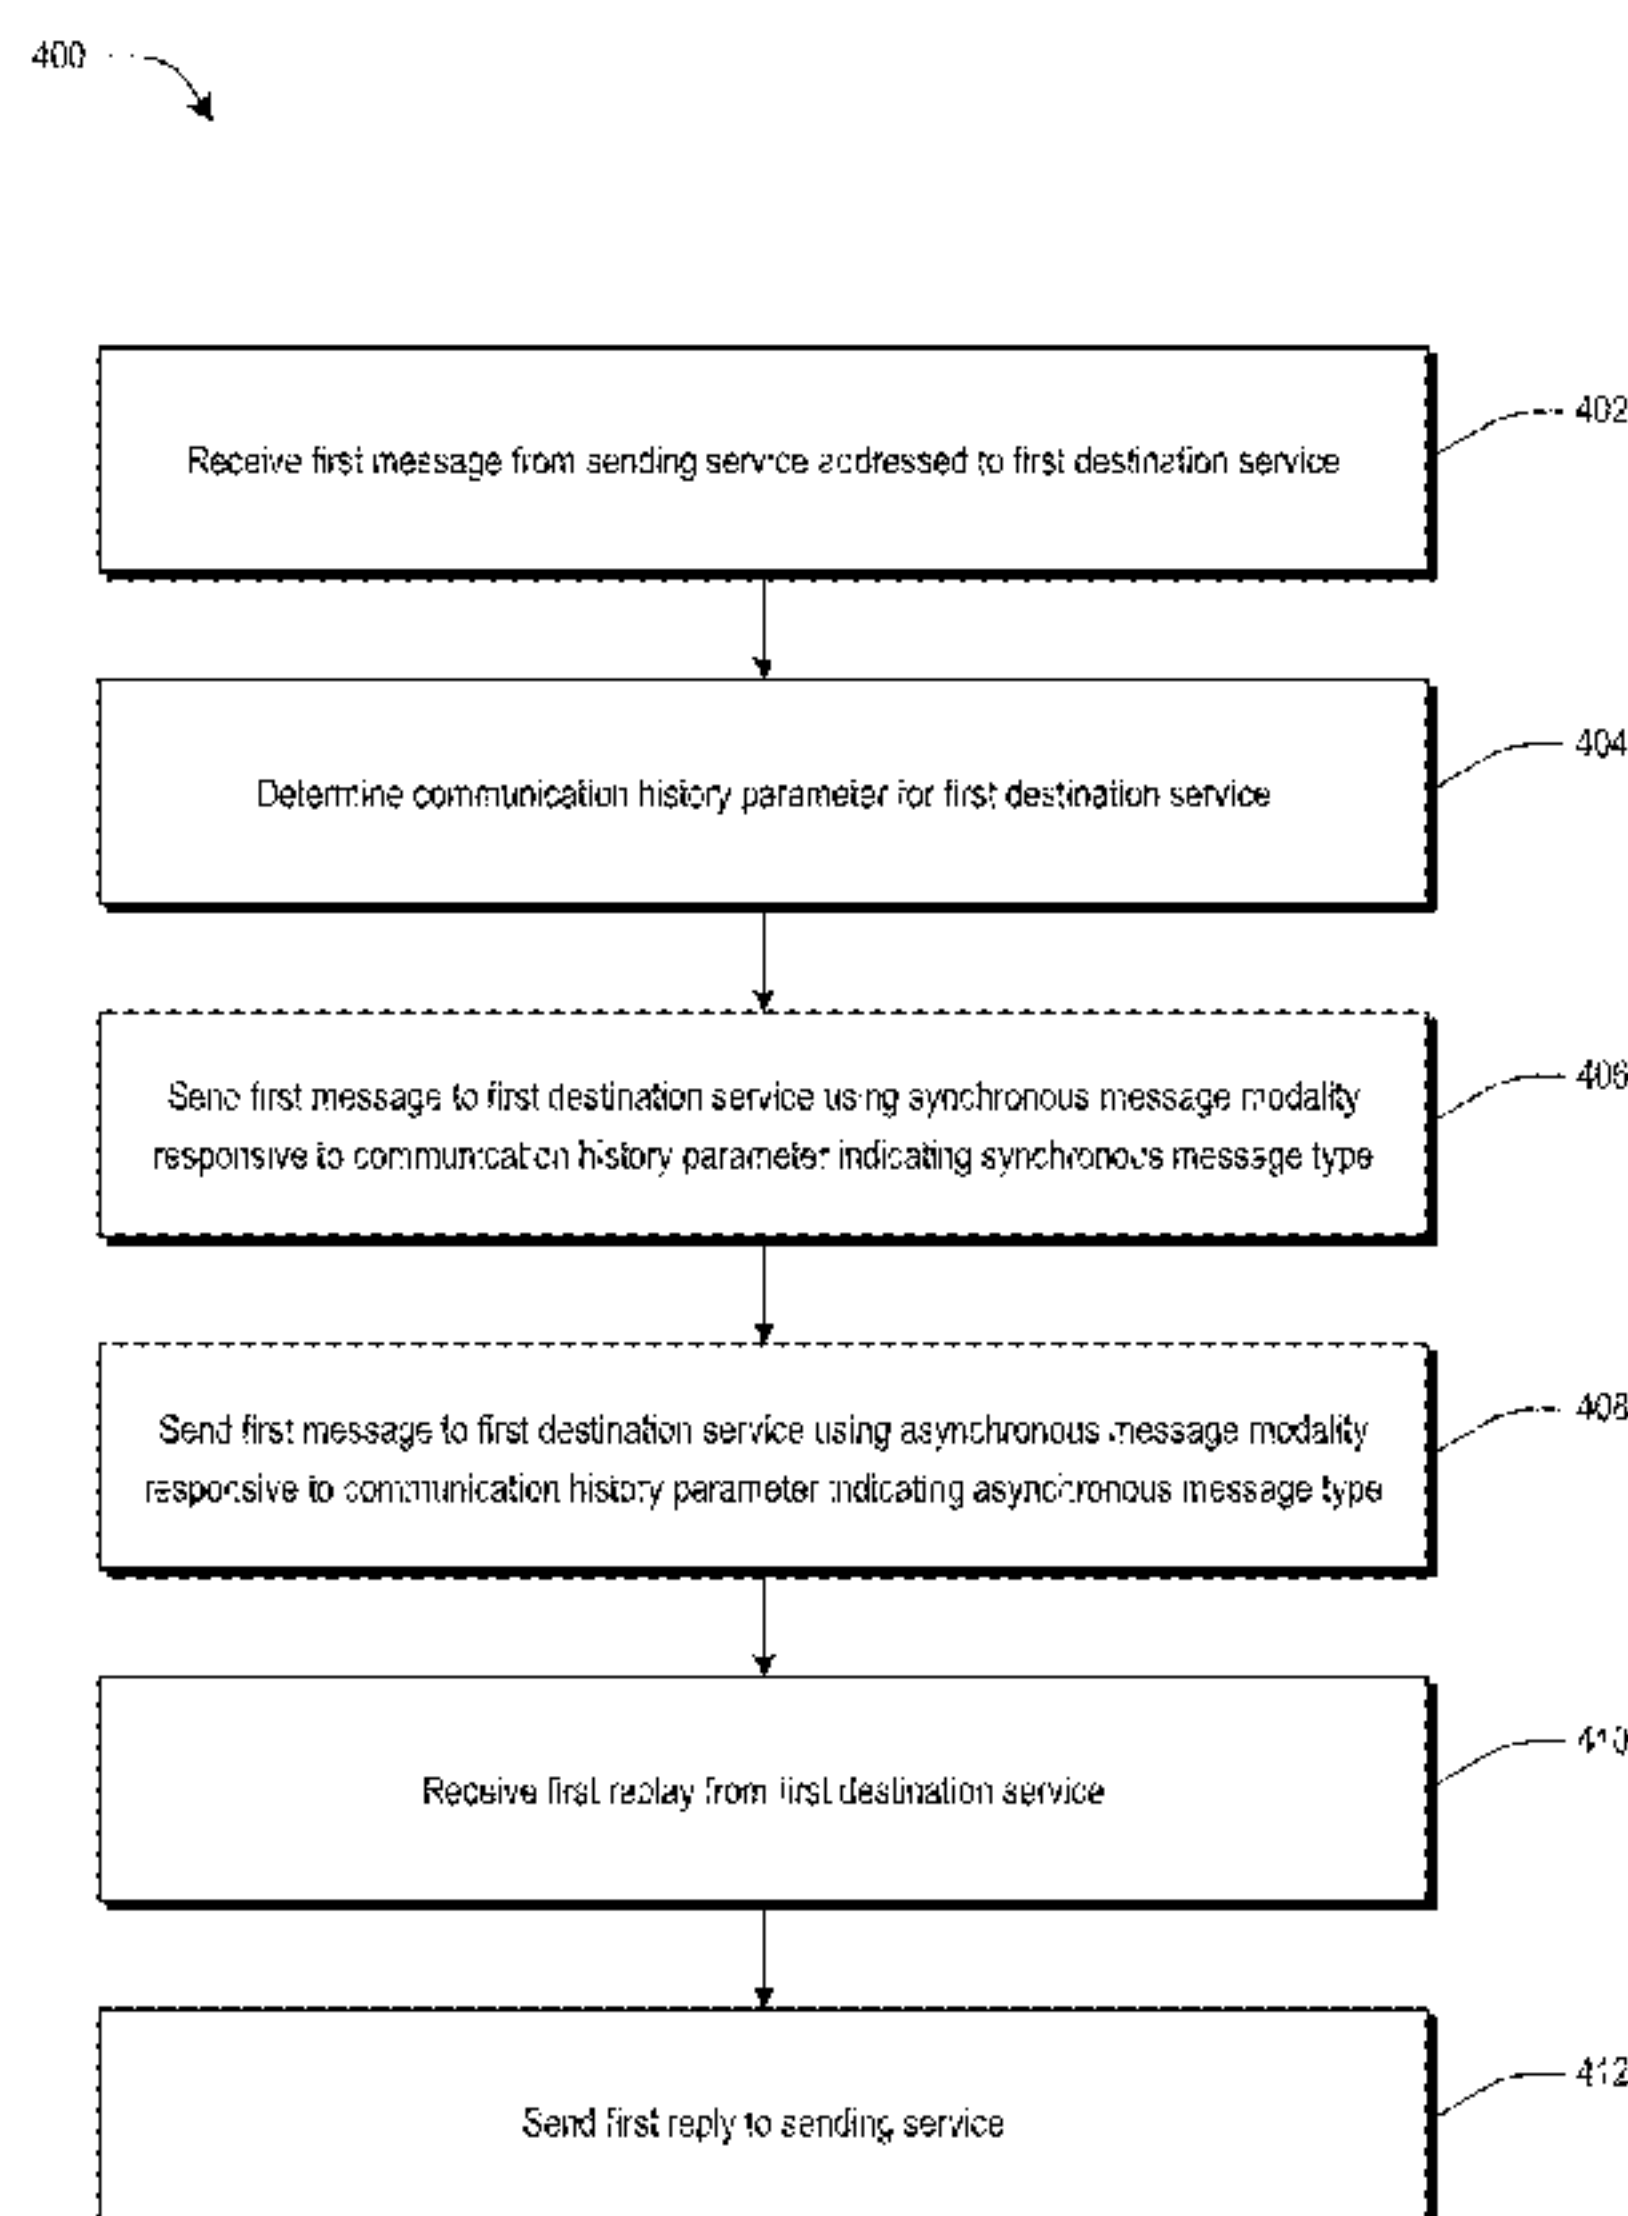 400
402
Receive first message from sending service addressed to first destination service
404
Determine communication history parameter for first destination service
406
Send first message to first destination service using synchronous message modality
responsive to communication history parameter indicating synchronous message type
408
Send first message to first destination service using asynchronous message modality
responsive to communication history parameter indicating asynchronous message type
410
Receive first replay from first destination service
412
Send first reply to sending service